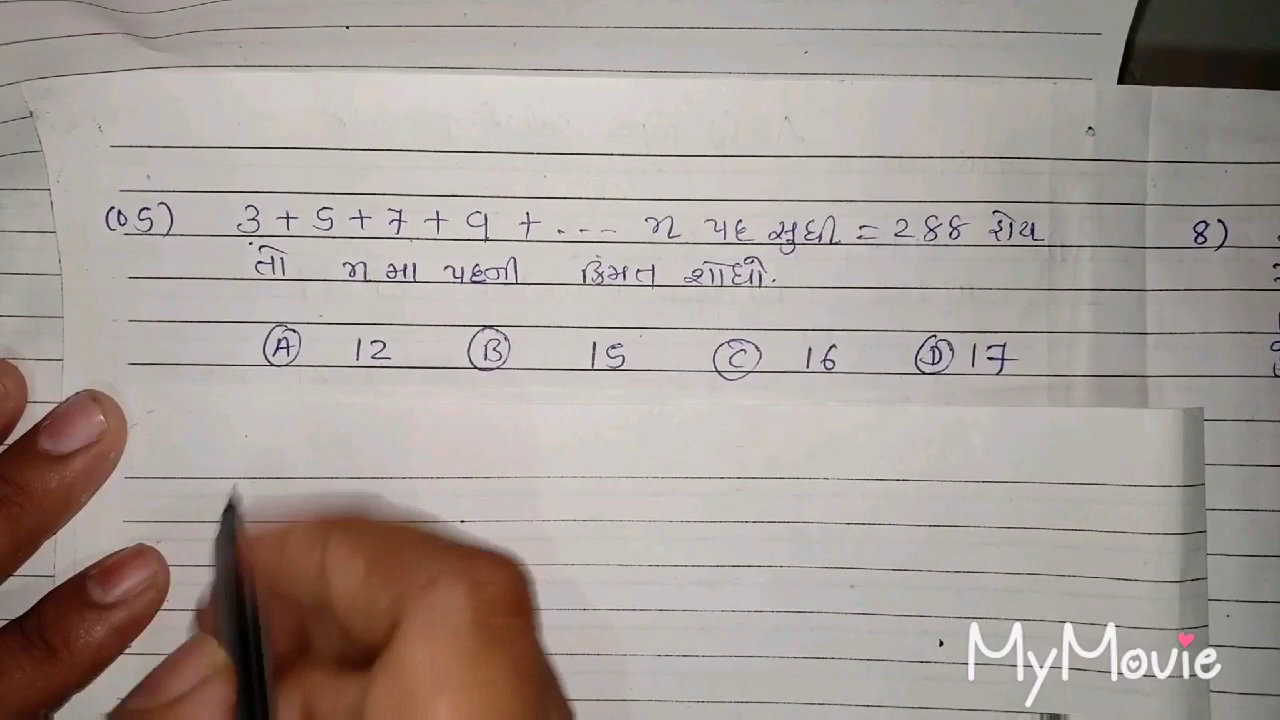 (05) 3 + 5 + 7 + 9 + ... n પદ સુધી = 288 હોય 8)
તો n મા પદની કિંમત શોધો.
(A) 12 (B) 15 (C) 16 (D) 17
MyMovie